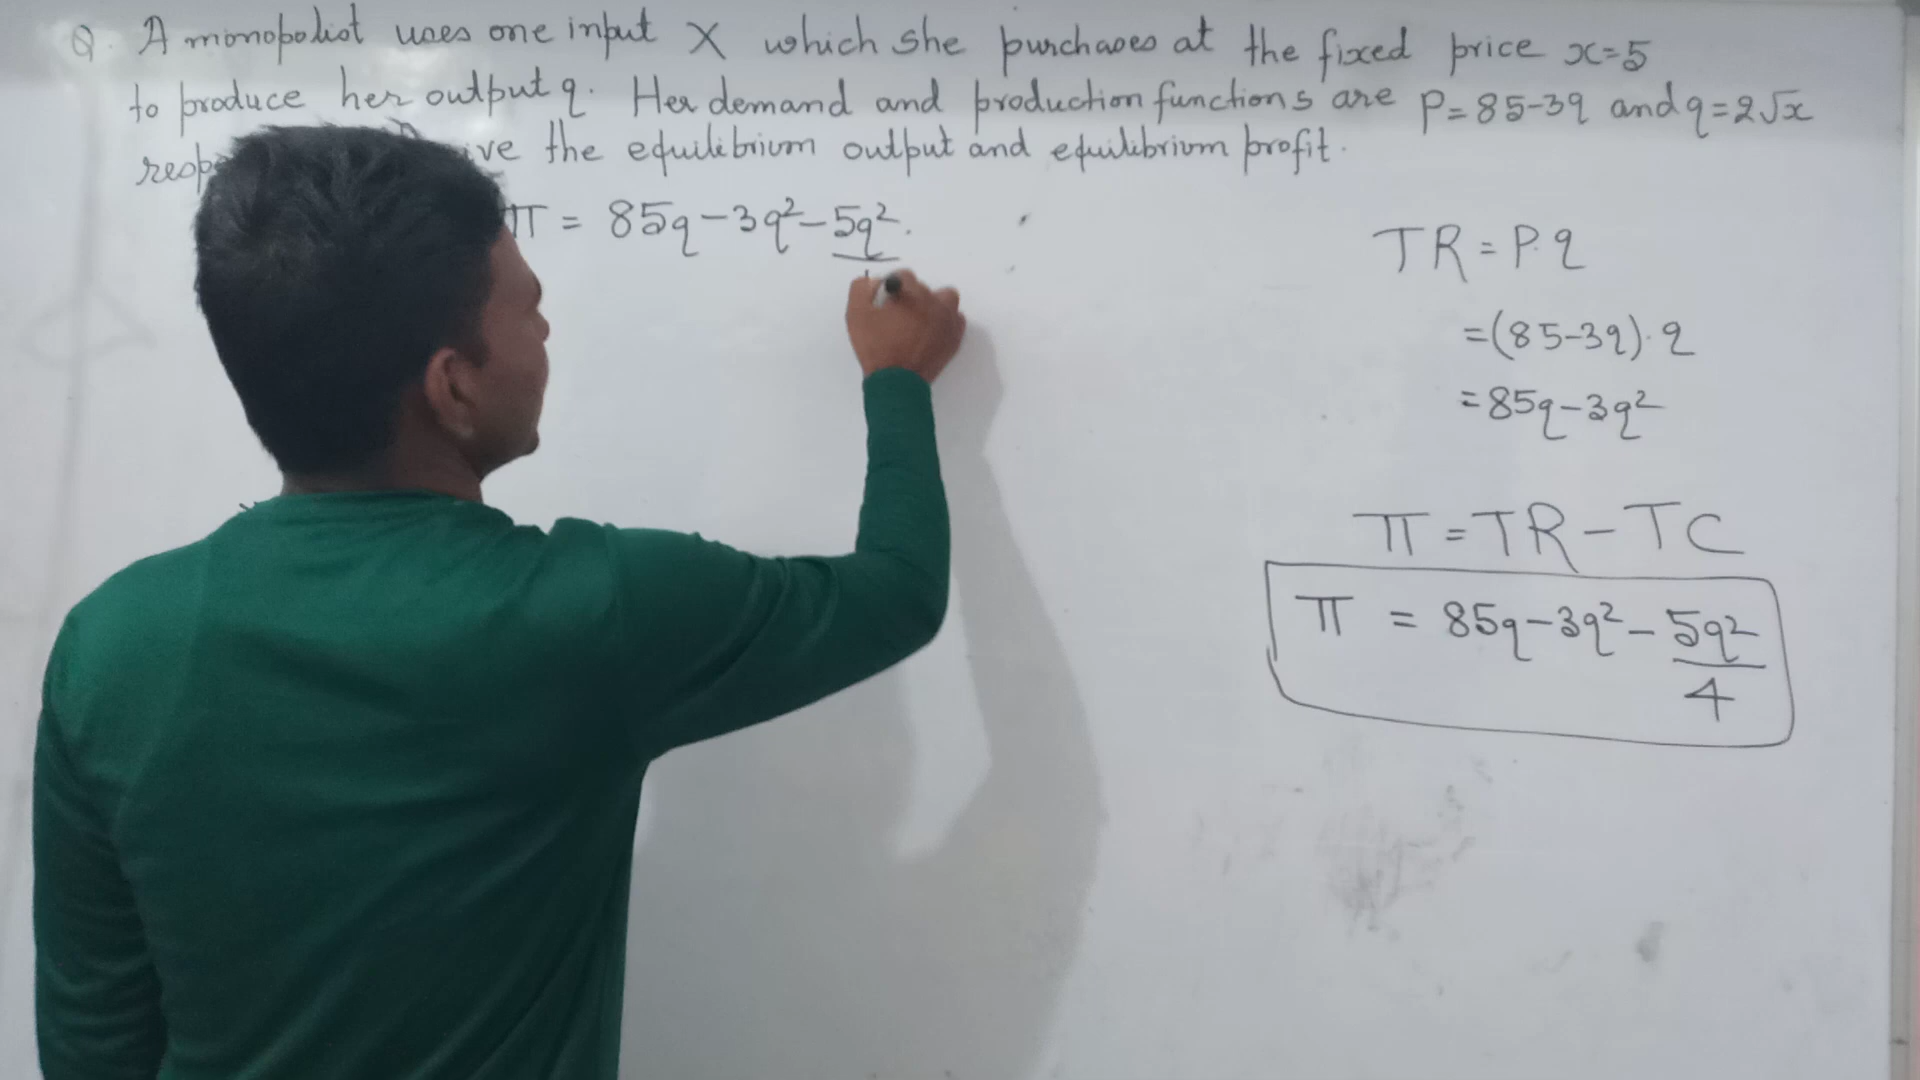 Q. A monopolist uses one input X which she purchases at the fixed price x=5
to produce her output q. Her demand and production functions are P=85-3q and q=2√x
the equilibrium output and equilibrium profit.
π = 85q-3q²-5q²
TR = P.q
=(85-3q).q
=85q-3q²
π = TR-TC
π = 85q-3q²-5q²
4